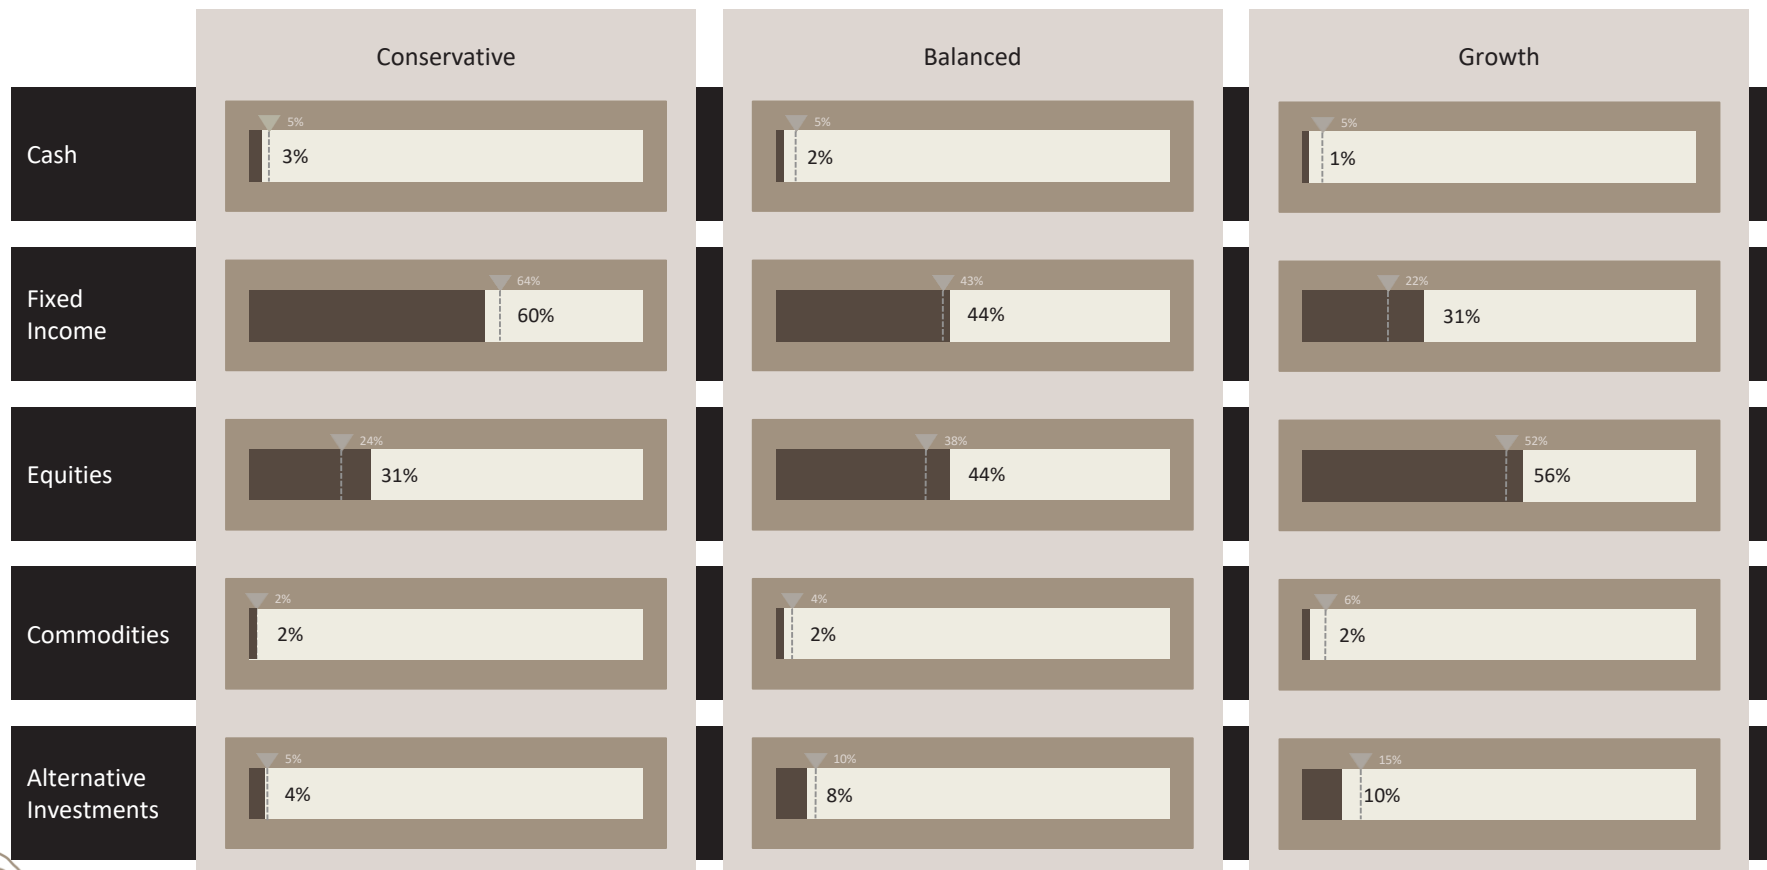 Conservative Balanced Growth
Cash
5% 5% 5%
3% 2% 1%
64% 43% 22%
Fixed
Income
60% 44% 31%
24% 38% 52%
Equities
31% 44% 56%
2% 4% 6%
Commodities
2% 2% 2%
5% 10% 15%
Alternative
Investments
4% 8% 10%